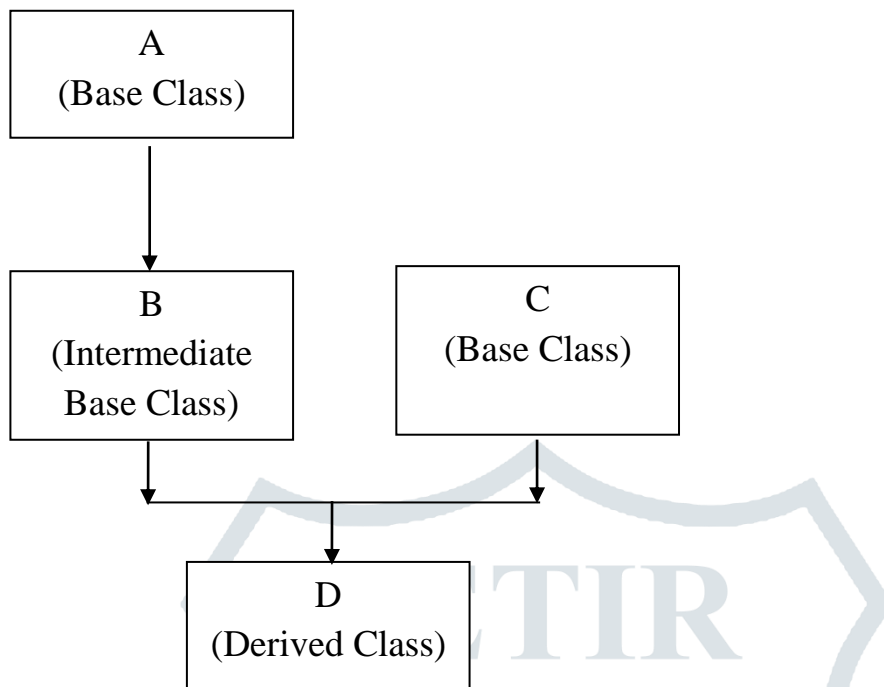 A
(Base Class)
B
(Intermediate
Base Class)
C
(Base Class)
D
(Derived Class)